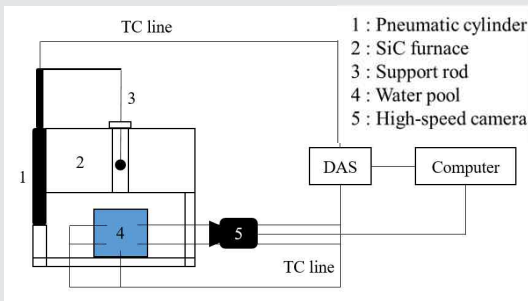 TC line
1 : Pneumatic cylinder
2 : SiC furnace
3 : Support rod
4 : Water pool
5 : High-speed camera
3
2
1
DAS
Computer
4
5
TC line